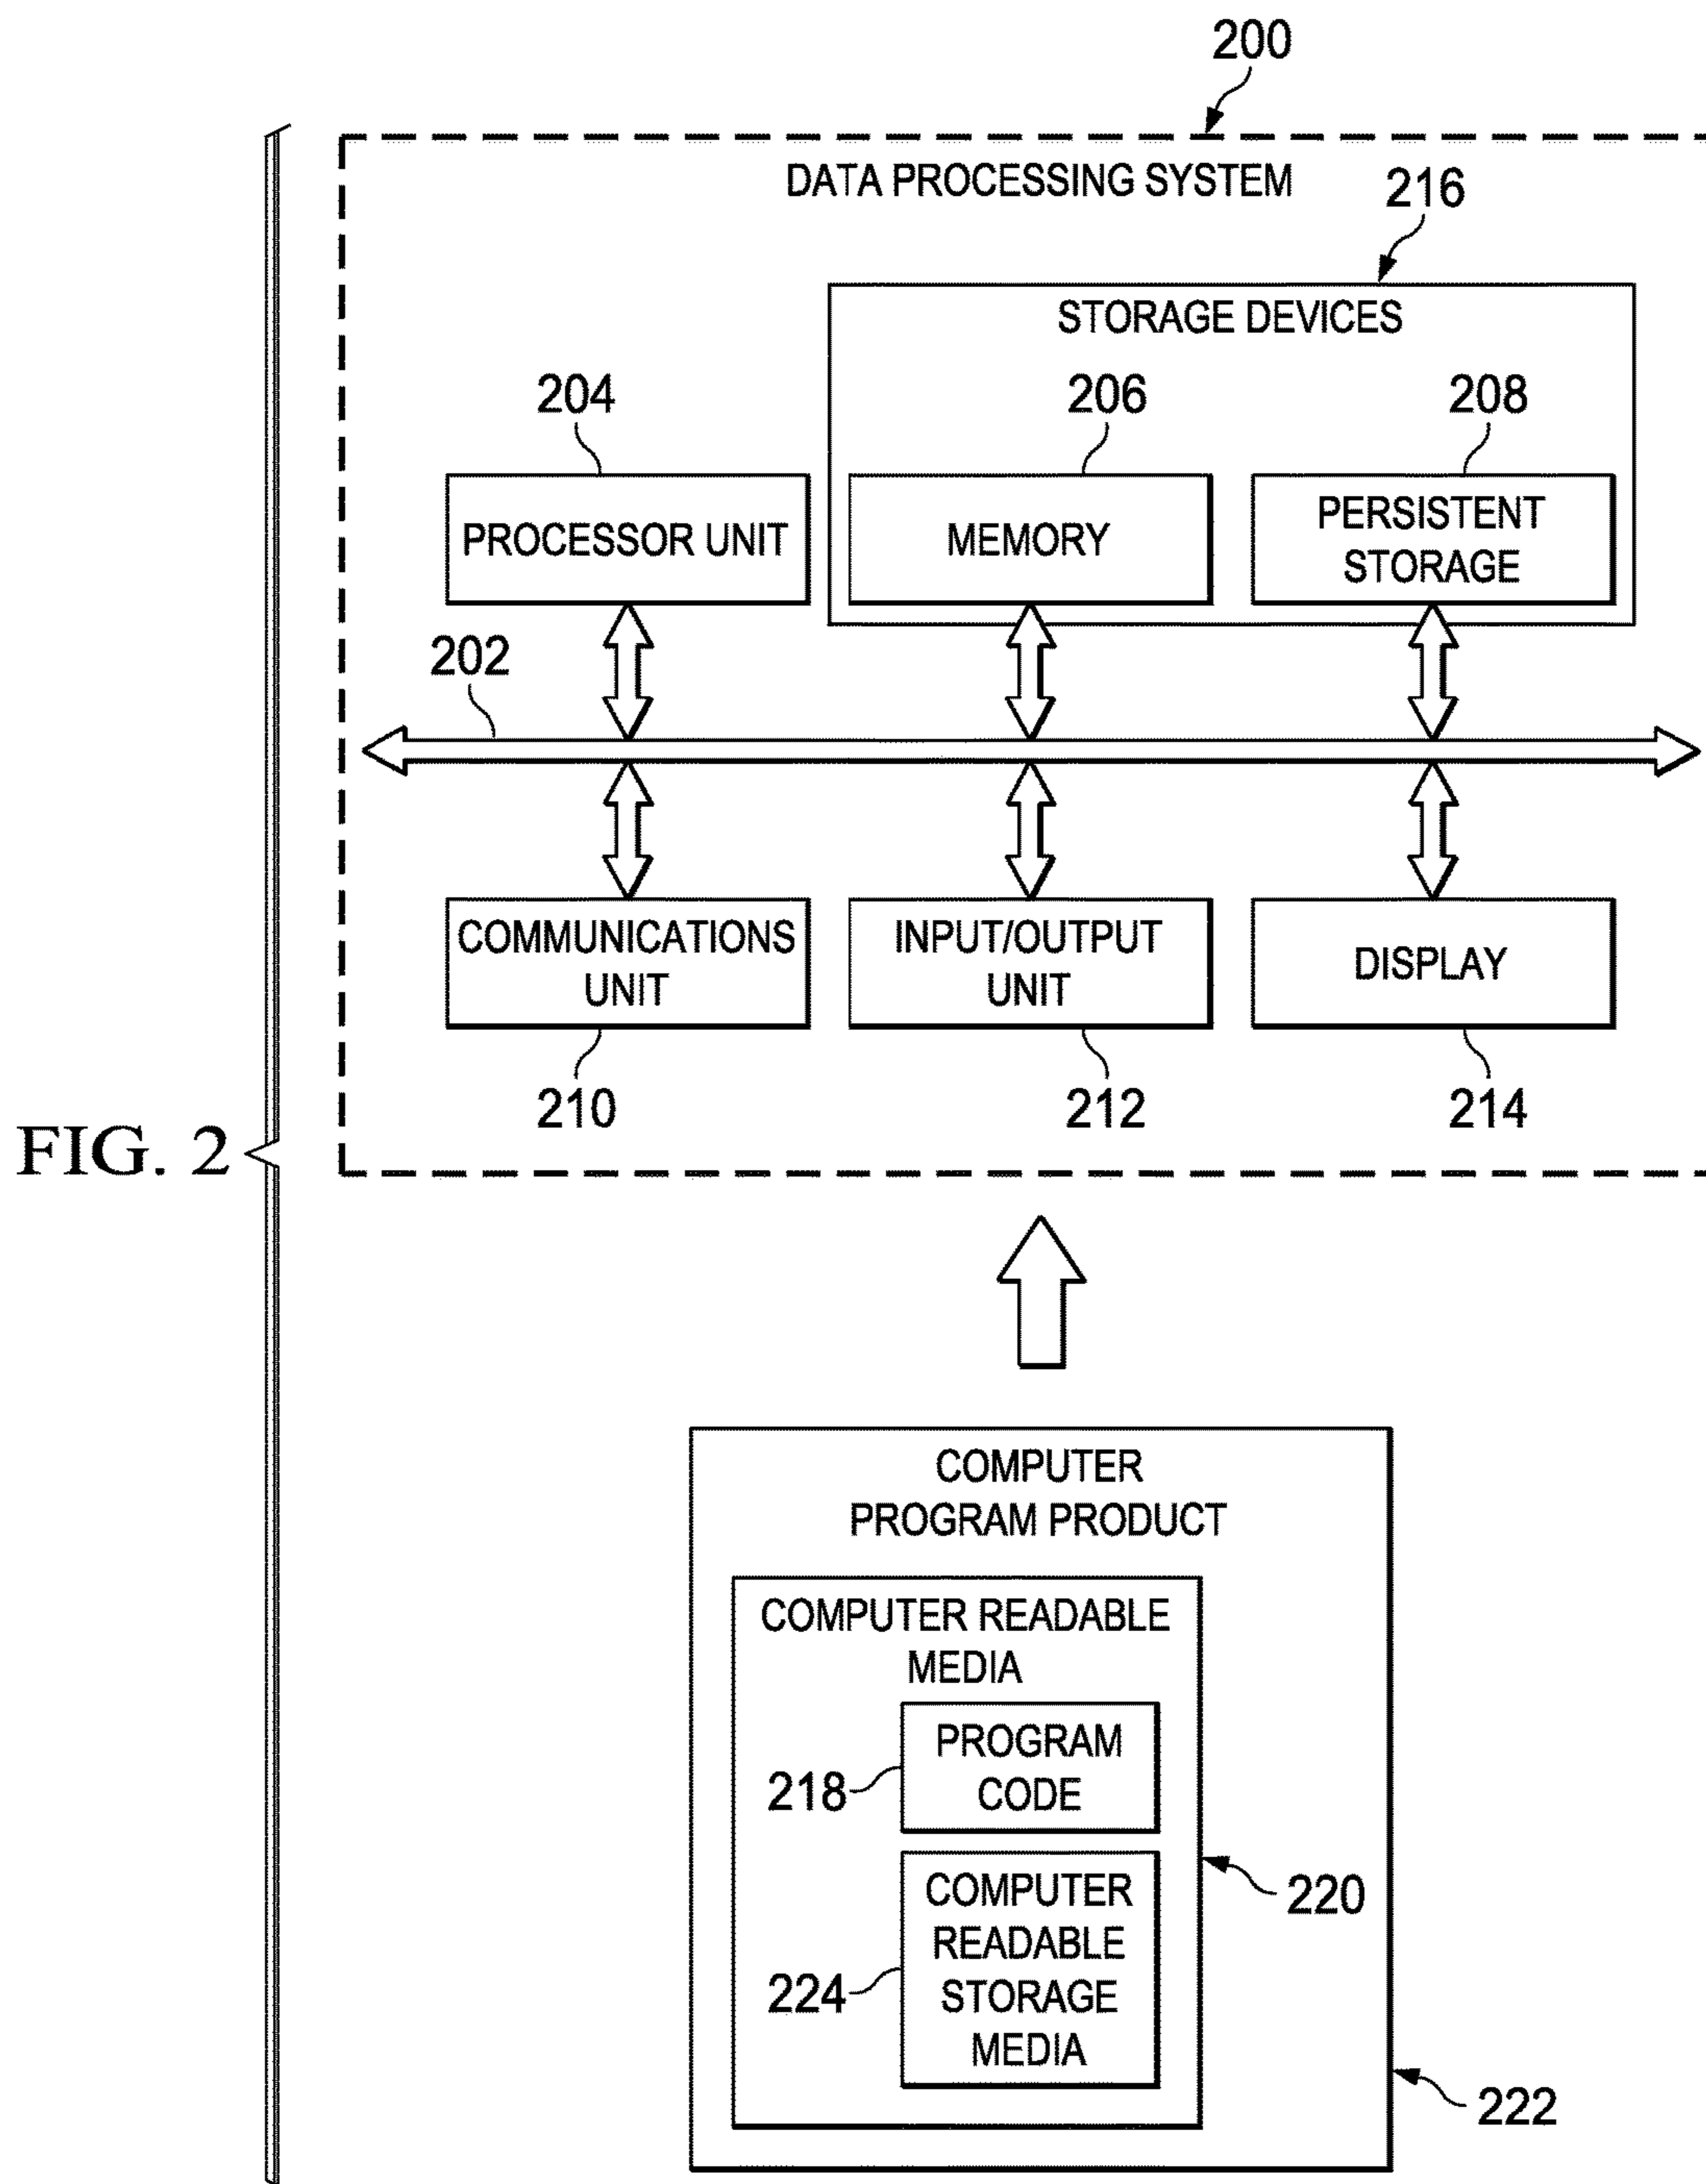 200
DATA PROCESSING SYSTEM
216
STORAGE DEVICES
204
206
208
PROCESSOR UNIT
MEMORY
PERSISTENT
STORAGE
202
COMMUNICATIONS
UNIT
INPUT/OUTPUT
UNIT
DISPLAY
210
212
214
FIG. 2
COMPUTER
PROGRAM PRODUCT
COMPUTER READABLE
MEDIA
PROGRAM
CODE
218
COMPUTER
READABLE
STORAGE
MEDIA
220
224
222